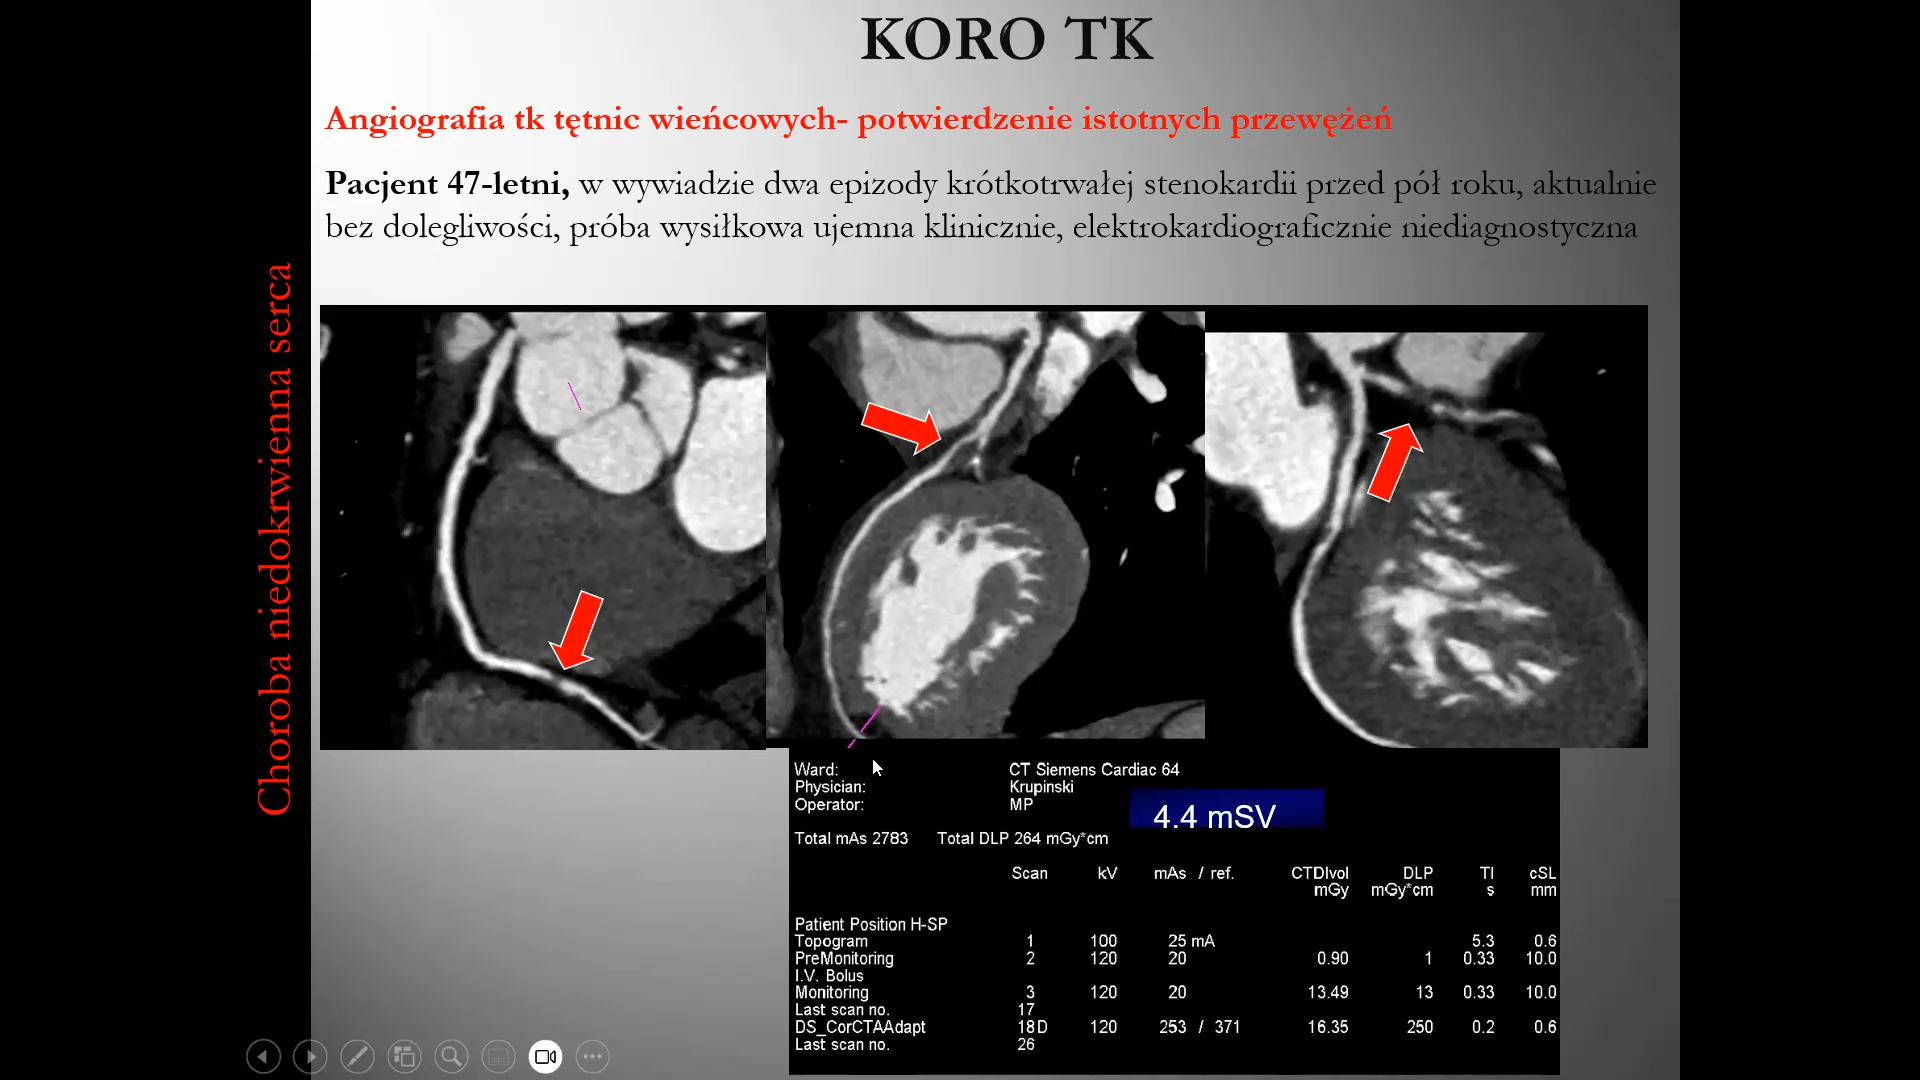 KORO TK
Angiografia tk tętnic wieńcowych- potwierdzenie istotnych przewężeń
Pacjent 47-letni, w wywiadzie dwa epizody krótkotrwałej stenokardii przed pół roku, aktualnie
bez dolegliwości, próba wysiłkowa ujemna klinicznie, elektrokardiograficznie niediagnostyczna
Choroba niedokrwienna serca
Ward: CT Siemens Cardiac 64
Physician: Krupinski
Operator: MP
4.4 mSV
Total mAs 2783 Total DLP 264 mGy*cm
Scan kV mAs / ref. CTDIvol DLP TI cSL
mGy mGy*cm s mm
Patient Position H-SP
Topogram 1 100 25 mA 5.3 0.6
PreMonitoring 2 120 20 0.90 1 0.33 10.0
I.V. Bolus
Monitoring 3 120 20 13.49 13 0.33 10.0
Last scan no. 17
DS_CorCTAAdapt 18D 120 253 / 371 16.35 250 0.2 0.6
Last scan no. 26